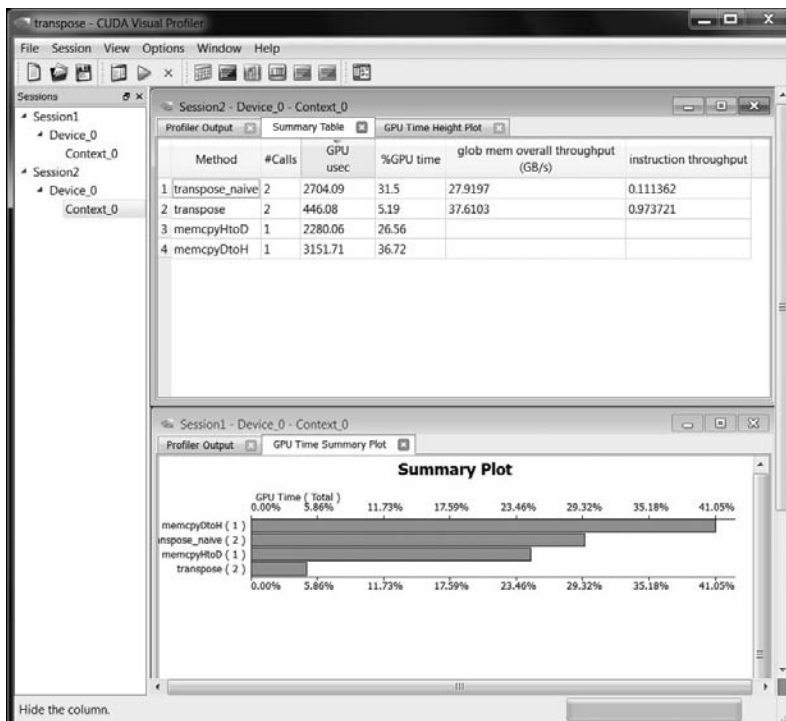 transpose - CUDA Visual Profiler
File Session View Options Window Help
Sessions
Session1
Device_0
Context_0
Session2
Device_0
Context_0
Session2 - Device_0 - Context_0
Profiler Output Summary Table GPU Time Height Plot
Method #Calls GPU usec %GPU time glob mem overall throughput (GB/s) instruction throughput
1 transpose_naive 2 2704.09 31.5 27.9197 0.111362
2 transpose 2 446.08 5.19 37.6103 0.973721
3 memcpyHtoD 1 2280.06 26.56
4 memcpyDtoH 1 3151.71 36.72
Session1 - Device_0 - Context_0
Profiler Output GPU Time Summary Plot
Summary Plot
GPU Time ( Total )
0.00% 5.86% 11.73% 17.59% 23.46% 29.32% 35.18% 41.05%
memcpyDtoH ( 1 )
nspose_naive ( 2 )
memcpyHtoD ( 1 )
transpose ( 2 )
0.00% 5.86% 11.73% 17.59% 23.46% 29.32% 35.18% 41.05%
Hide the column.